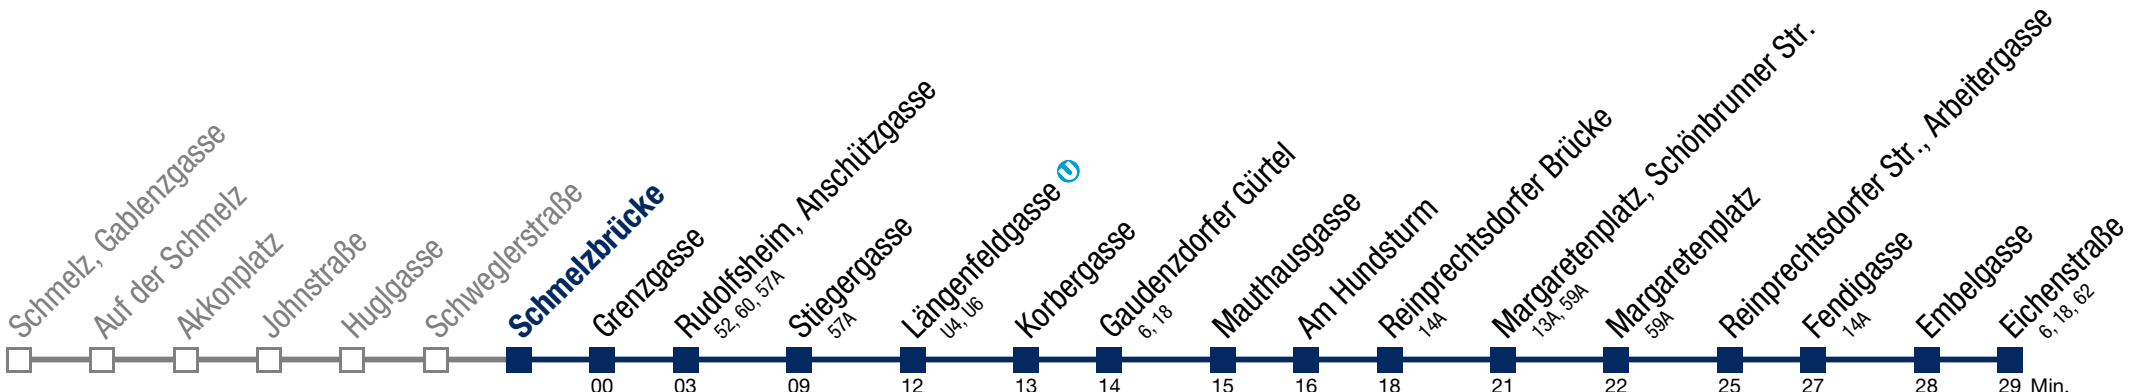 Schmelz, Gablenzgasse
Auf der Schmelz
Akkonplatz
Johnstraße
Huglgasse
Schweglerstraße
Schmelzbrücke
Grenzgasse
Rudolfsheim, Anschützgasse
52, 60, 57A
Stiegergasse
57A
Längenfeldgasse U
U4, U6
Korbergasse
Gaudenzdorfer Gürtel
6, 18
Mauthausgasse
Am Hundsturm
Reinprechtsdorfer Brücke
14A
Margaretenplatz, Schönbrunner Str.
13A, 59A
Margaretenplatz
59A
Reinprechtsdorfer Str., Arbeitergasse
Fendigasse
14A
Embelgasse
Eichenstraße
6, 18, 62
00 03 09 12 13 14 15 16 18 21 22 25 27 28 29 Min.